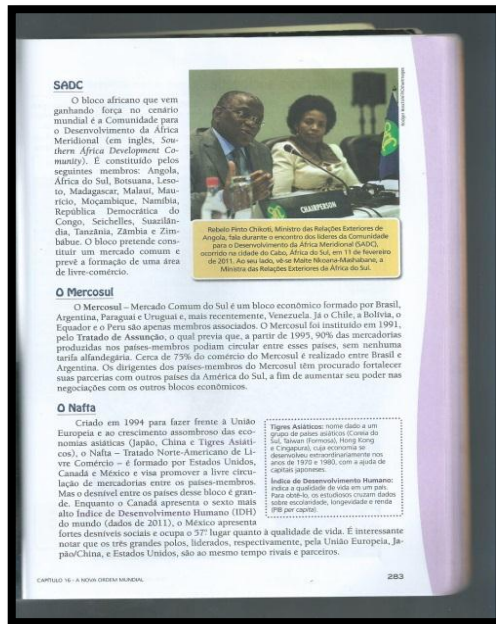 SADC
O bloco africano que vem
ganhando força no cenário
mundial é a Comunidade para
o Desenvolvimento da África
Meridional (em inglês, Sou-
thern Africa Development Co-
munity). É constituído pelos
seguintes membros: Angola,
África do Sul, Botsuana, Leso-
to, Madagascar, Malauí, Mau-
rício, Moçambique, Namíbia,
República Democrática do
Congo, Seichelles, Suazilân-
dia, Tanzânia, Zâmbia e Zim-
bábue. O bloco pretende cons-
tituir um mercado comum e
prevê a formação de uma área
de livre-comércio.
CHAIRPERSON
Rebelo Pinto Chikoti, Ministro das Relações Exteriores de
Angola, fala durante o encontro dos líderes da Comunidade
para o Desenvolvimento da África Meridional (SADC),
ocorrido na cidade do Cabo, África do Sul, em 11 de fevereiro
de 2011. Ao seu lado, vê-se Maite Nkoana-Mashabane, a
Ministra das Relações Exteriores da África do Sul.
O Mercosul
O Mercosul – Mercado Comum do Sul é um bloco econômico formado por Brasil,
Argentina, Paraguai e Uruguai e, mais recentemente, Venezuela. Já o Chile, a Bolívia, o
Equador e o Peru são apenas membros associados. O Mercosul foi instituído em 1991,
pelo Tratado de Assunção, o qual previa que, a partir de 1995, 90% das mercadorias
produzidas nos países-membros podiam circular entre esses países, sem nenhuma
tarifa alfandegária. Cerca de 75% do comércio do Mercosul é realizado entre Brasil e
Argentina. Os dirigentes dos países-membros do Mercosul têm procurado fortalecer
suas parcerias com outros países da América do Sul, a fim de aumentar seu poder nas
negociações com os outros blocos econômicos.
O Nafta
Criado em 1994 para fazer frente à União
Europeia e ao crescimento assombroso das eco-
nomias asiáticas (Japão, China e Tigres Asiáti-
cos), o Nafta – Tratado Norte-Americano de Li-
vre Comércio – é formado por Estados Unidos,
Canadá e México e visa promover a livre circu-
lação de mercadorias entre os países-membros.
Mas o desnível entre os países desse bloco é gran-
de. Enquanto o Canadá apresenta o sexto mais
alto Índice de Desenvolvimento Humano (IDH)
do mundo (dados de 2011), o México apresenta
fortes desníveis sociais e ocupa o 57º lugar quanto à qualidade de vida. É interessante
notar que os três grandes polos, liderados, respectivamente, pela União Europeia, Ja-
pão/China, e Estados Unidos, são ao mesmo tempo rivais e parceiros.
Tigres Asiáticos: nome dado a um
grupo de países asiáticos (Coreia do
Sul, Taiwan (Formosa), Hong Kong
e Cingapura), cuja economia se
desenvolveu extraordinariamente nos
anos de 1970 e 1980, com a ajuda de
capitais japoneses.
Índice de Desenvolvimento Humano:
indica a qualidade de vida em um país.
Para obtê-lo, os estudiosos cruzam dados
sobre escolaridade, longevidade e renda
(PIB per capita).
CAPÍTULO 16 – A NOVA ORDEM MUNDIAL
283